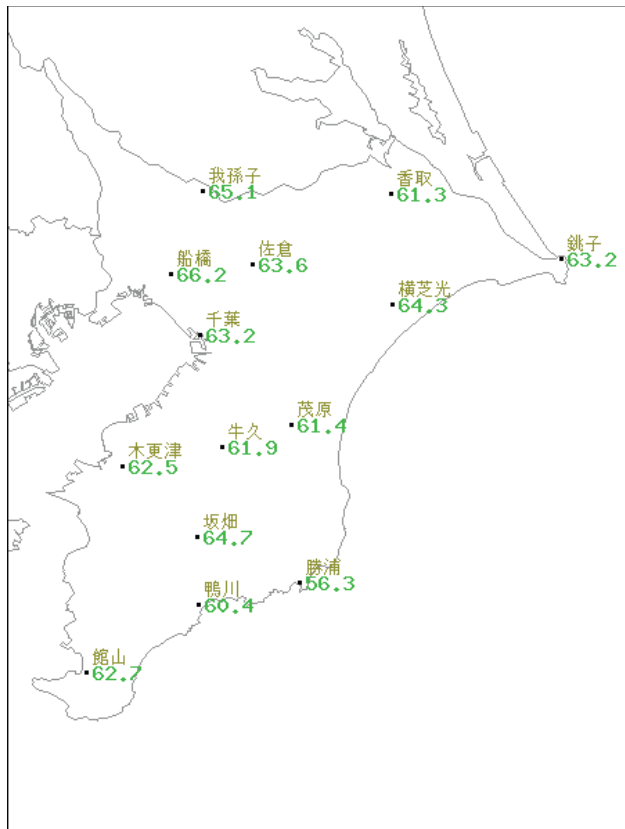 我孫子
65.1
香取
61.3
銚子
63.2
佐倉
63.6
船橋
66.2
横芝光
64.3
千葉
63.2
茂原
61.4
牛久
61.9
木更津
62.5
坂畑
64.7
勝浦
56.3
鴨川
60.4
館山
62.7